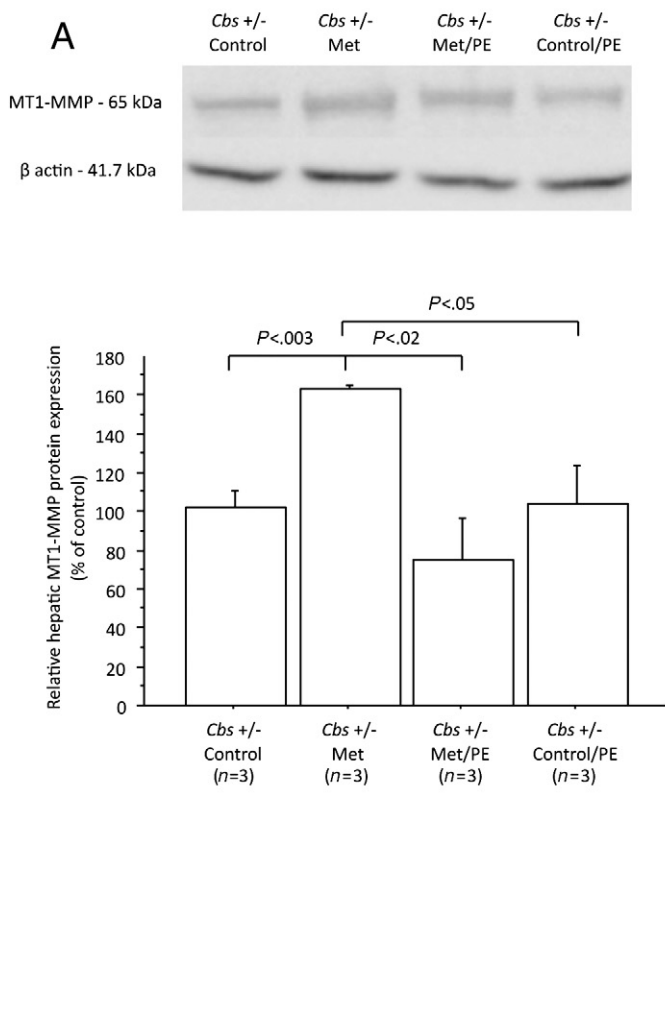 A
Cbs +/-
Control
Cbs +/-
Met
Cbs +/-
Met/PE
Cbs +/-
Control/PE
MT1-MMP - 65 kDa
β actin - 41.7 kDa
P<.05
P<.003
P<.02
Relative hepatic MT1-MMP protein expression
(% of control)
180
160
140
120
100
80
60
40
20
0
Cbs +/-
Control
(n=3)
Cbs +/-
Met
(n=3)
Cbs +/-
Met/PE
(n=3)
Cbs +/-
Control/PE
(n=3)